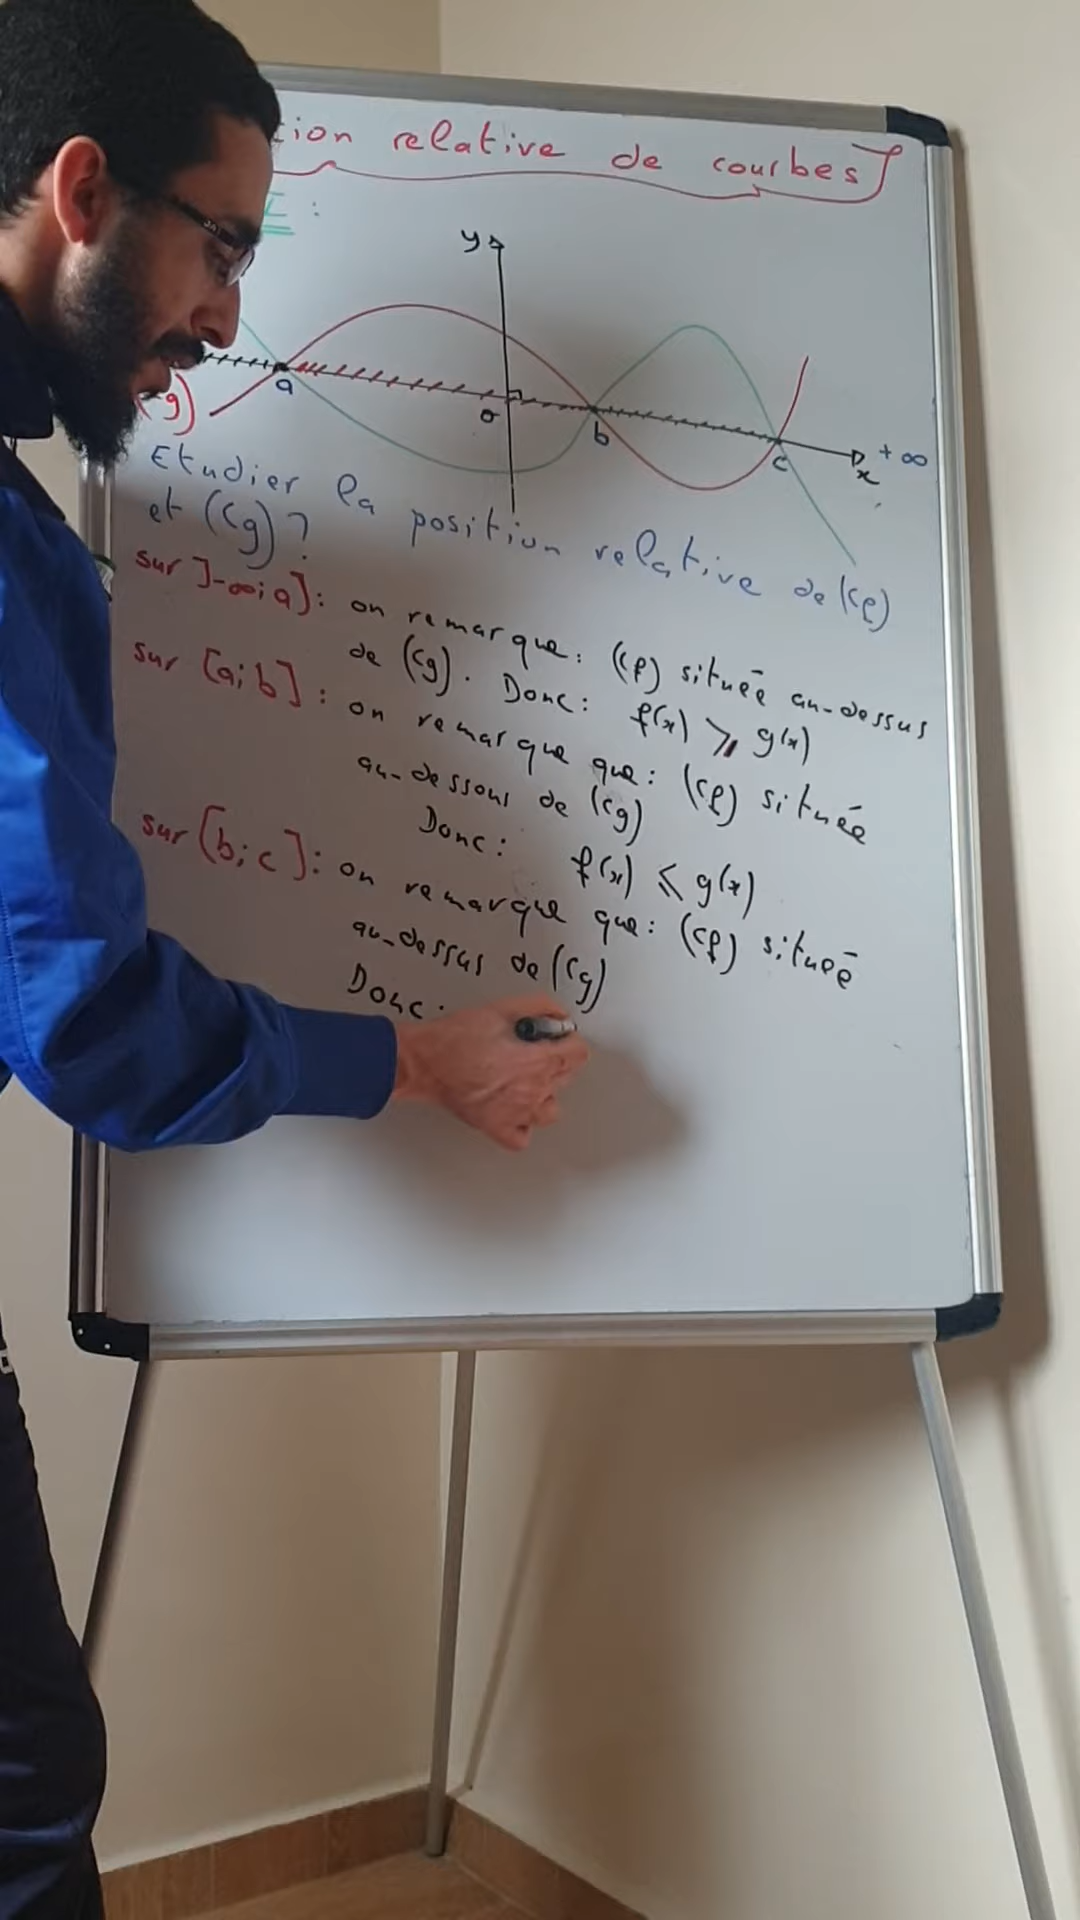 ion relative de courbes
y
a
o
b
c
x
+ ∞
g)
Etudier la position relative de (Cf)
et (Cg) ?
sur ]-∞; a] : on remarque : (Cf) située au-dessus
de (Cg). Donc : f(x) ⩾ g(x)
sur [a; b] : on remarque que : (Cf) située
au-dessous de (Cg)
Donc : f(x) ⩽ g(x)
sur [b; c] : on remarque que : (Cf) située
au-dessus de (Cg)
Donc :